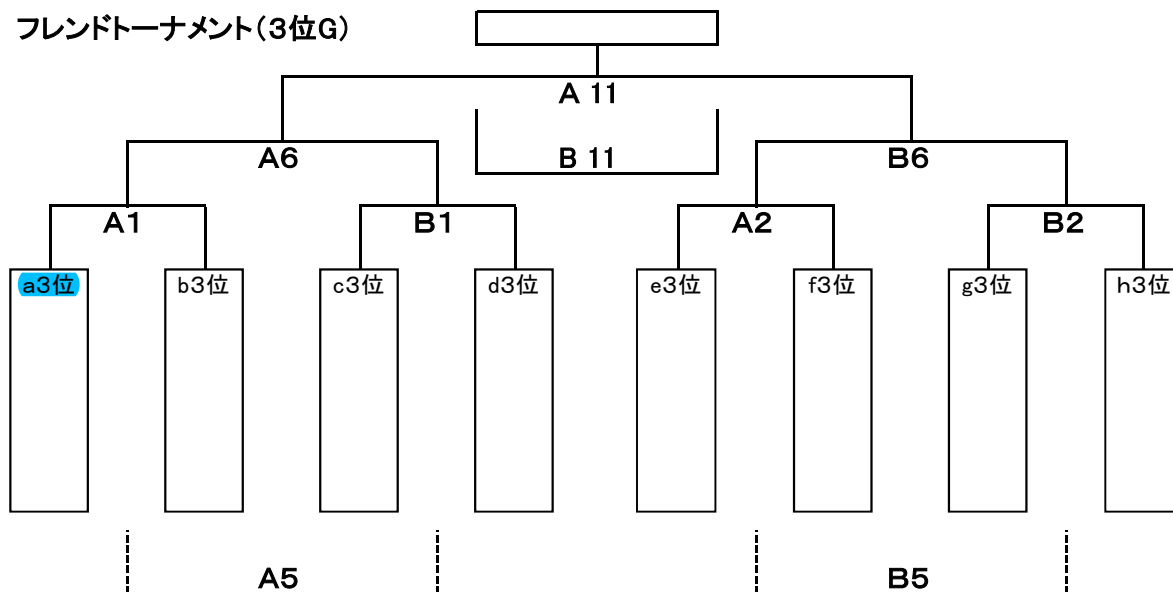 フレンドトーナメント(3位G)
A 11
A6
B 11
B6
A1
B1
A2
B2
a3位
b3位
c3位
d3位
e3位
f3位
g3位
h3位
A5
B5